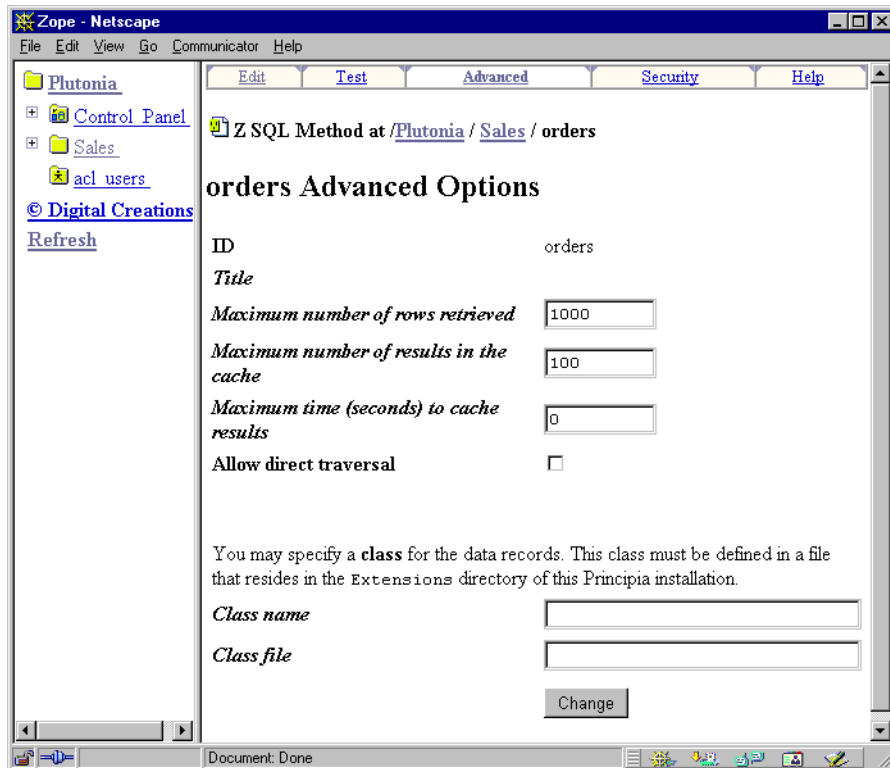 Zope - Netscape
File Edit View Go Communicator Help
Plutonia
Control_Panel
Sales
acl_users
© Digital Creations
Refresh
Edit Test Advanced Security Help
Z SQL Method at /Plutonia / Sales / orders
orders Advanced Options
ID orders
Title
Maximum number of rows retrieved 1000
Maximum number of results in the
cache 100
Maximum time (seconds) to cache
results 0
Allow direct traversal
You may specify a class for the data records. This class must be defined in a file
that resides in the Extensions directory of this Principia installation.
Class name
Class file
Change
Document: Done